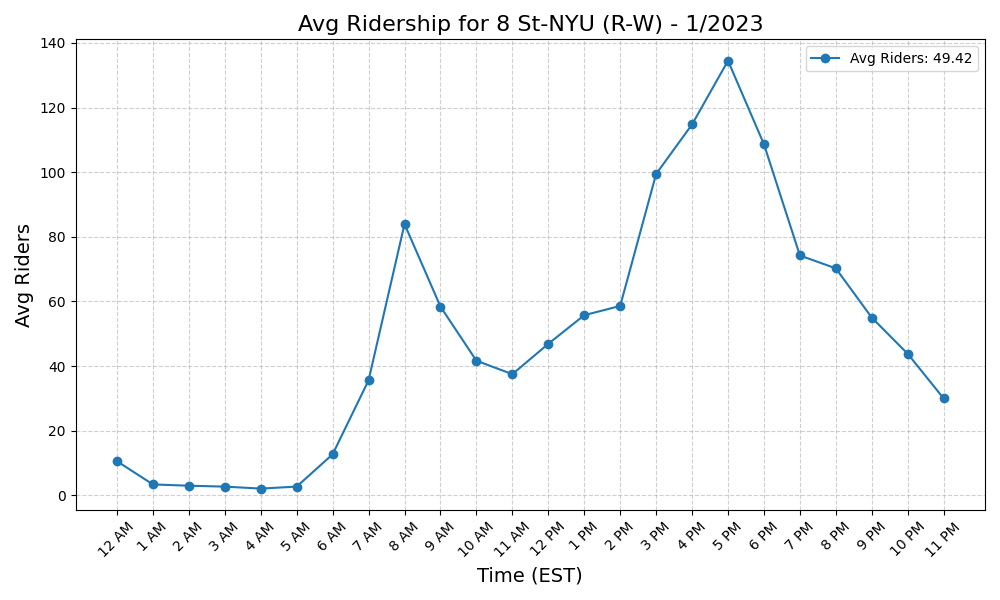 Avg Ridership for 8 St-NYU (R-W) - 1/2023
Avg Riders: 49.42
Avg Riders
140
120
100
80
60
40
20
0
12 AM
1 AM
2 AM
3 AM
4 AM
5 AM
6 AM
7 AM
8 AM
9 AM
10 AM
11 AM
12 PM
1 PM
2 PM
3 PM
4 PM
5 PM
6 PM
7 PM
8 PM
9 PM
10 PM
11 PM
Time (EST)